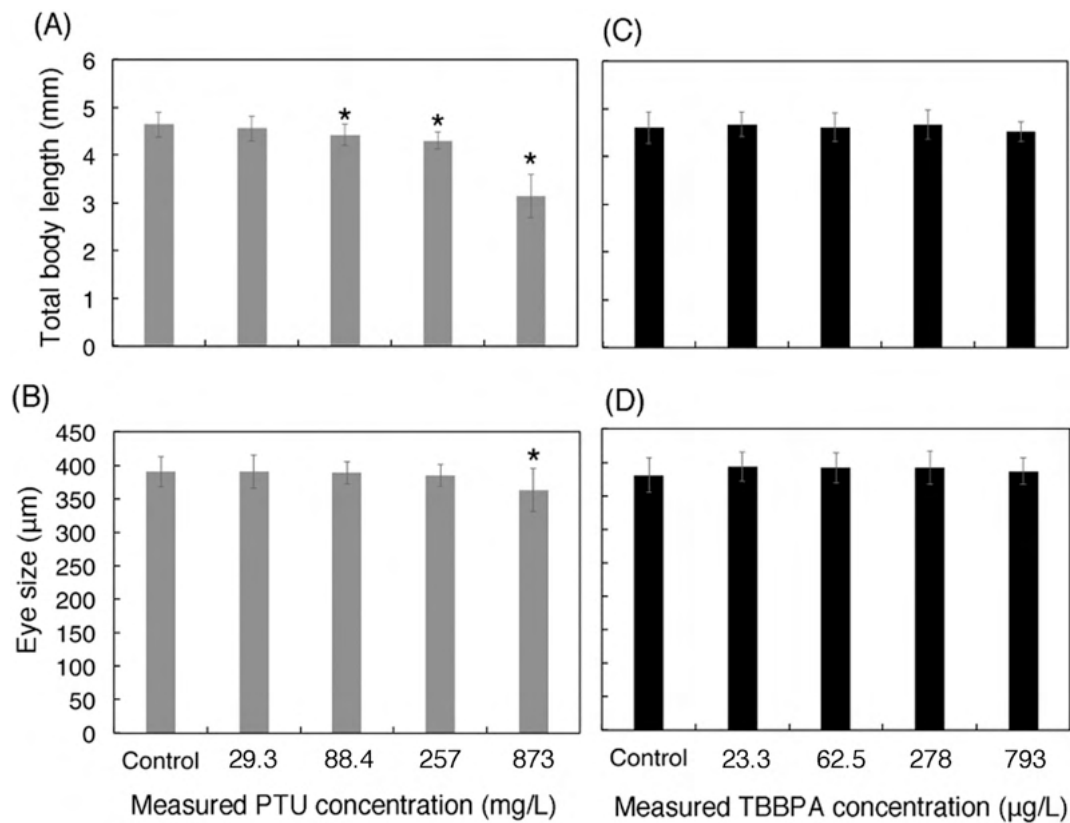 (A)
(C)
Total body length (mm)
6
5
4
3
2
1
0
*
*
*
(B)
(D)
Eye size (µm)
450
400
350
300
250
200
150
100
50
0
*
Control 29.3 88.4 257 873
Control 23.3 62.5 278 793
Measured PTU concentration (mg/L)
Measured TBBPA concentration (µg/L)